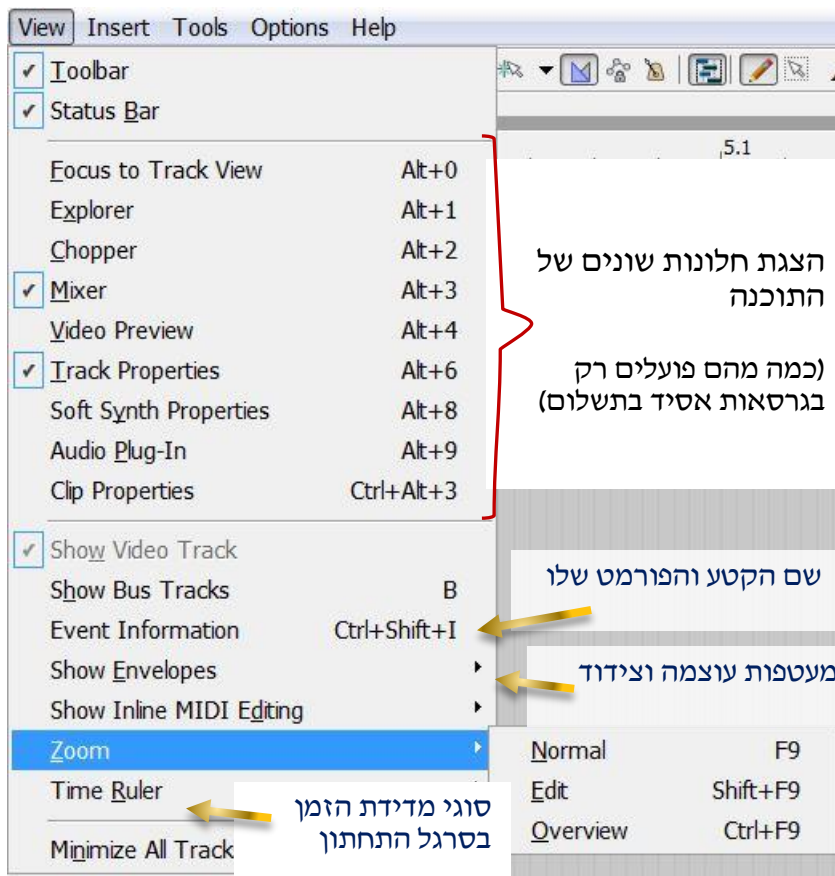 View Insert Tools Options Help
Toolbar
Status Bar
5.1
Focus to Track View Alt+0
Explorer Alt+1
Chopper Alt+2
Mixer Alt+3
Video Preview Alt+4
Track Properties Alt+6
Soft Synth Properties Alt+8
Audio Plug-In Alt+9
Clip Properties Ctrl+Alt+3
הצגת חלונות שונים של
התוכנה
(כמה מהם פועלים רק
בגרסאות אסיד בתשלום)
Show Video Track
Show Bus Tracks B
Event Information Ctrl+Shift+I
שם הקטע והפורמט שלו
Show Envelopes
מעטפות עוצמה וצידוד
Show Inline MIDI Editing
Zoom
Normal F9
Time Ruler
Edit Shift+F9
סוגי מדידת הזמן
בסרגל התחתון
Overview Ctrl+F9
Minimize All Track